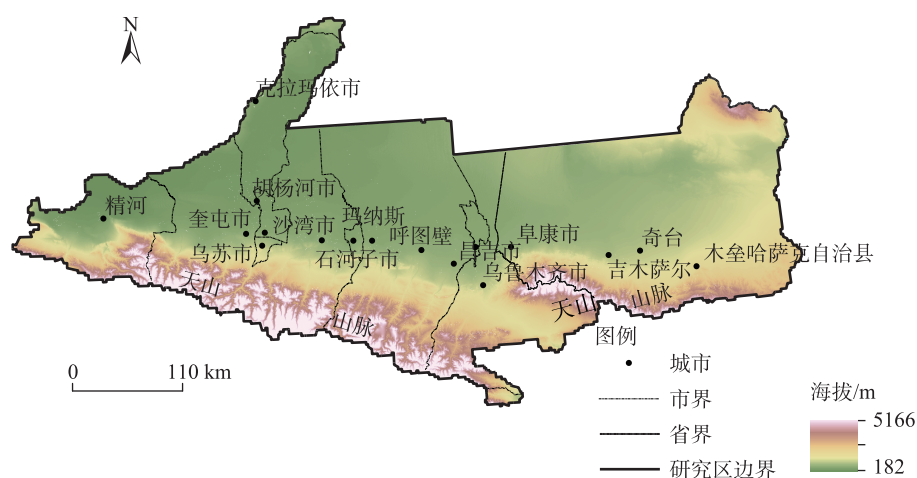 N
克拉玛依市
胡杨河市
精河
奎屯市
沙湾市
玛纳斯
乌苏市
石河子市
呼图壁
昌吉市
阜康市
奇台
吉木萨尔
木垒哈萨克自治县
乌鲁木齐市
天山
山脉
天山
山脉
0 110 km
图例
城市
市界
省界
研究区边界
海拔/m
5166
182